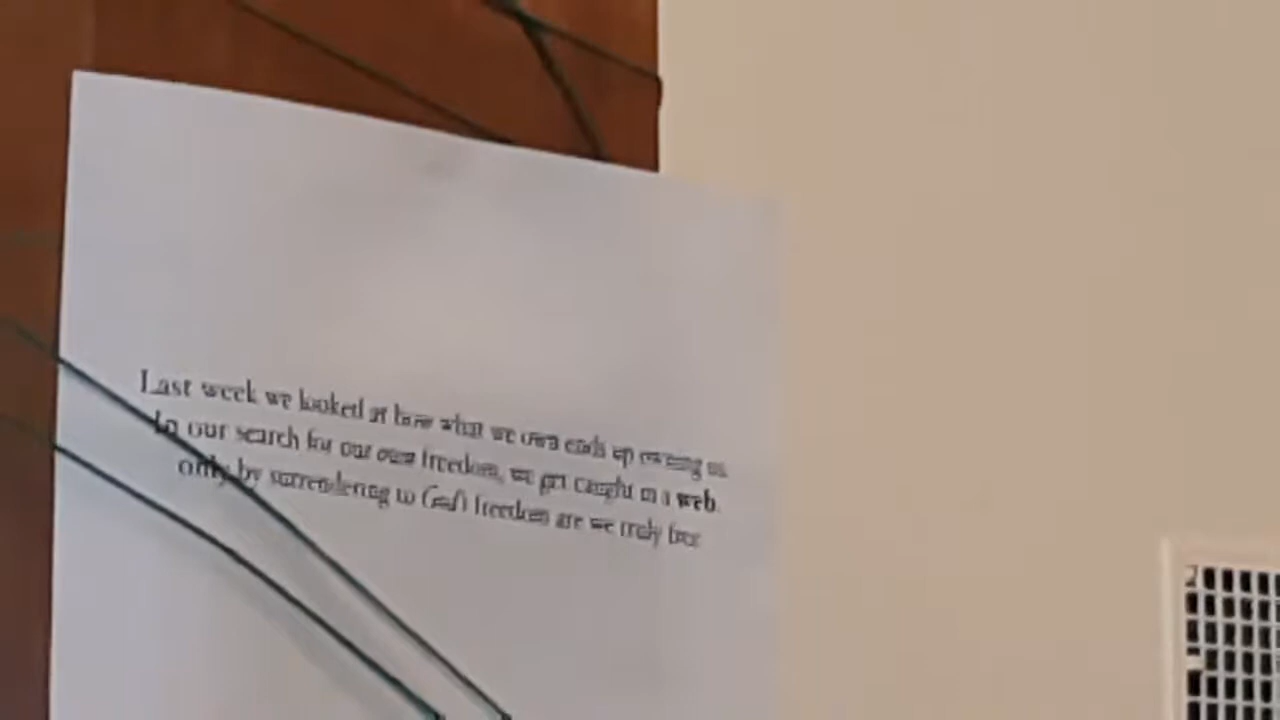 Last week we looked at how what we own ends up owning us.
In our search for our own freedom, we get caught in a web.
only by surrendering to God's freedom are we truly free